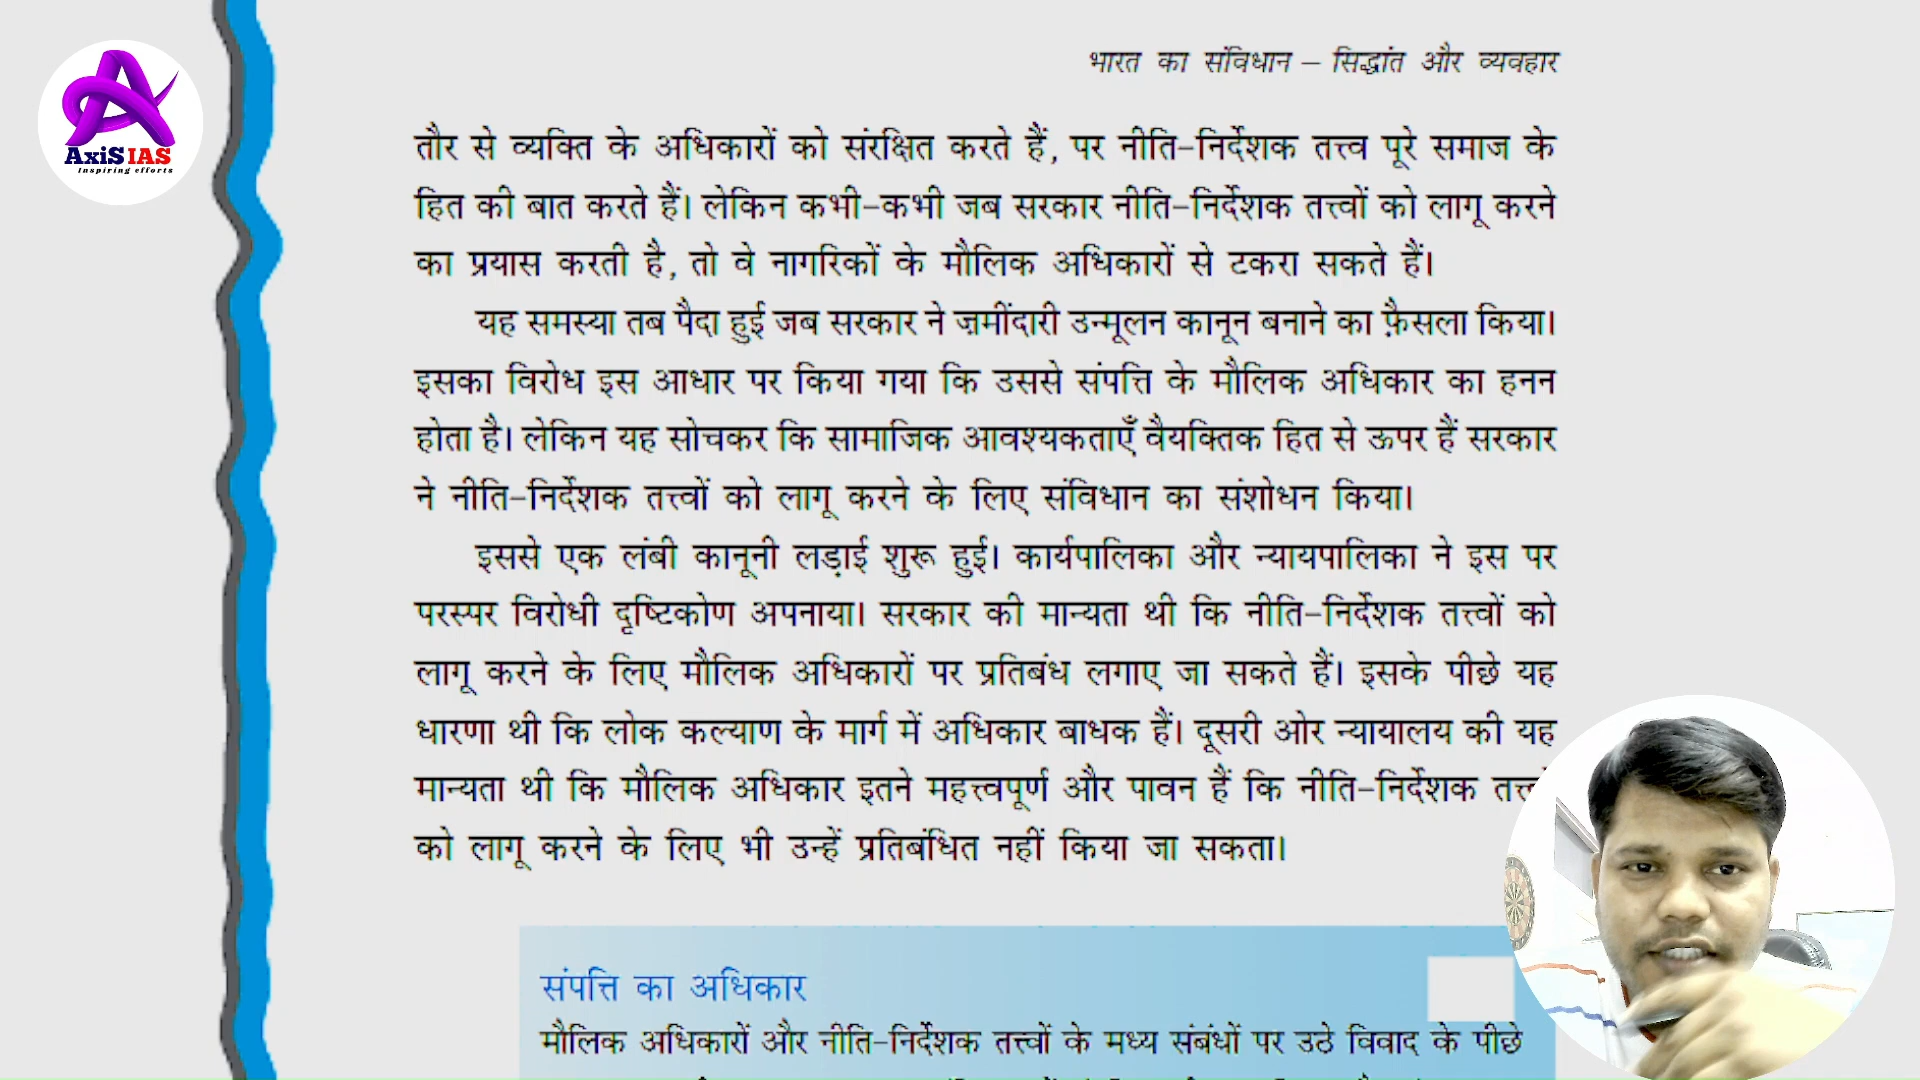 AxiS IAS
Inspiring efforts
भारत का संविधान – सिद्धांत और व्यवहार
तौर से व्यक्ति के अधिकारों को संरक्षित करते हैं, पर नीति-निर्देशक तत्त्व पूरे समाज के
हित की बात करते हैं। लेकिन कभी-कभी जब सरकार नीति-निर्देशक तत्त्वों को लागू करने
का प्रयास करती है, तो वे नागरिकों के मौलिक अधिकारों से टकरा सकते हैं।
यह समस्या तब पैदा हुई जब सरकार ने ज़मींदारी उन्मूलन कानून बनाने का फ़ैसला किया।
इसका विरोध इस आधार पर किया गया कि उससे संपत्ति के मौलिक अधिकार का हनन
होता है। लेकिन यह सोचकर कि सामाजिक आवश्यकताएँ वैयक्तिक हित से ऊपर हैं सरकार
ने नीति-निर्देशक तत्त्वों को लागू करने के लिए संविधान का संशोधन किया।
इससे एक लंबी कानूनी लड़ाई शुरू हुई। कार्यपालिका और न्यायपालिका ने इस पर
परस्पर विरोधी दृष्टिकोण अपनाया। सरकार की मान्यता थी कि नीति-निर्देशक तत्त्वों को
लागू करने के लिए मौलिक अधिकारों पर प्रतिबंध लगाए जा सकते हैं। इसके पीछे यह
धारणा थी कि लोक कल्याण के मार्ग में अधिकार बाधक हैं। दूसरी ओर न्यायालय की यह
मान्यता थी कि मौलिक अधिकार इतने महत्त्वपूर्ण और पावन हैं कि नीति-निर्देशक
को लागू करने के लिए भी उन्हें प्रतिबंधित नहीं किया जा सकता।
संपत्ति का अधिकार
मौलिक अधिकारों और नीति-निर्देशक तत्त्वों के मध्य संबंधों पर उठे विवाद के पीछे